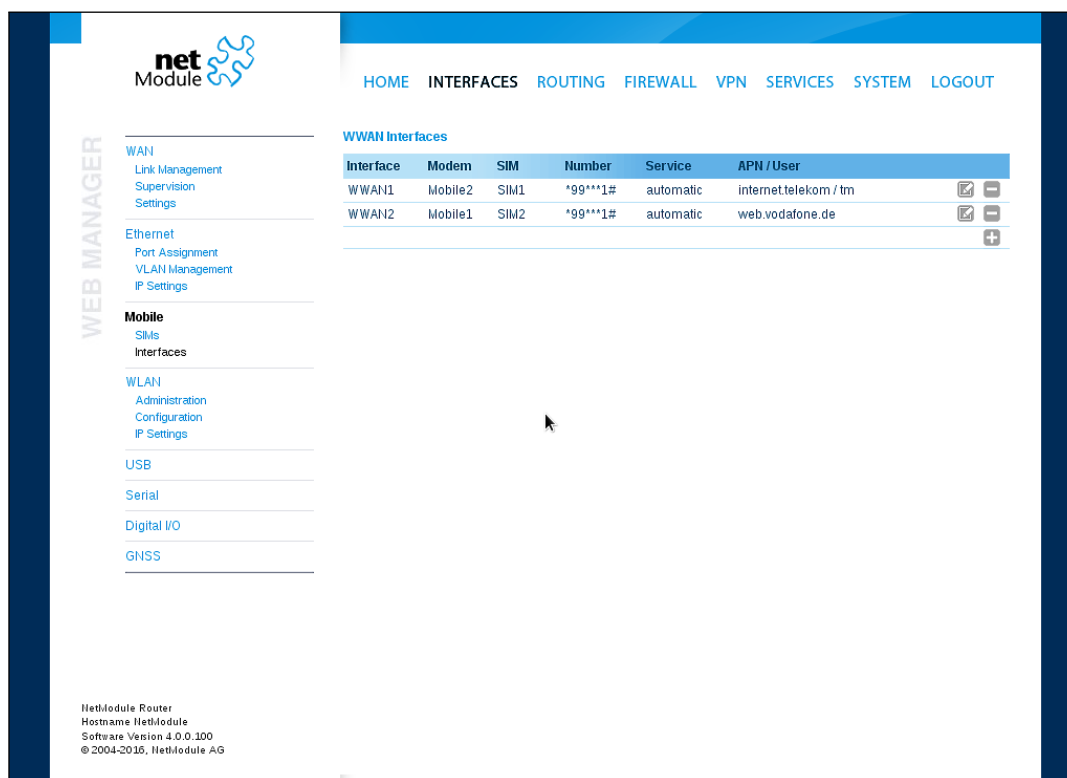 net
Module
HOME INTERFACES ROUTING FIREWALL VPN SERVICES SYSTEM LOGOUT
WEB MANAGER
WAN
Link Management
Supervision
Settings
Ethernet
Port Assignment
VLAN Management
IP Settings
Mobile
SIMs
Interfaces
WLAN
Administration
Configuration
IP Settings
USB
Serial
Digital I/O
GNSS
WWAN Interfaces
Interface Modem SIM Number Service APN / User
WWAN1 Mobile2 SIM1 *99***1# automatic internet.telekom / tm
WWAN2 Mobile1 SIM2 *99***1# automatic web.vodafone.de
NetModule Router
Hostname NetModule
Software Version 4.0.0.100
© 2004-2016, NetModule AG